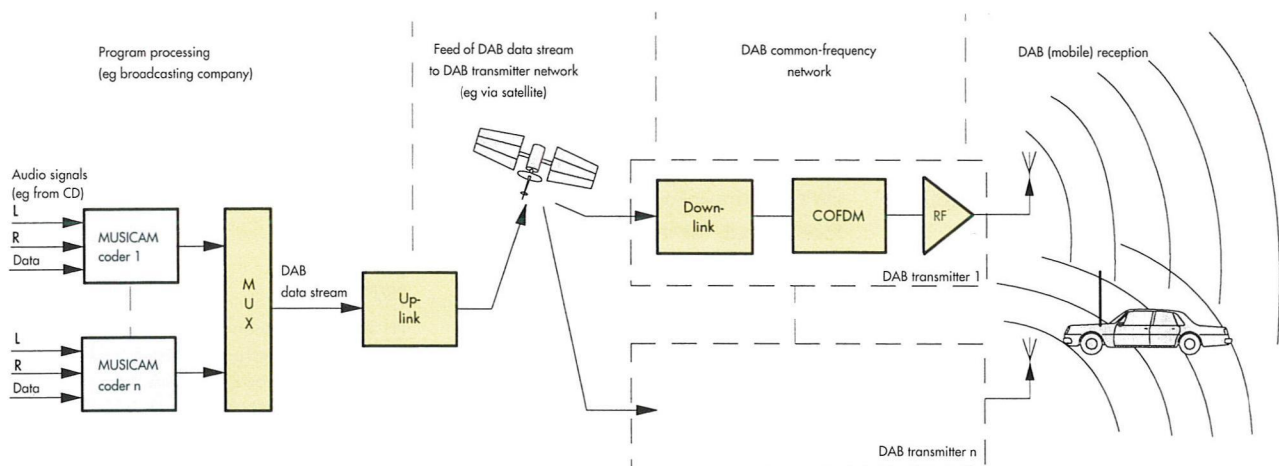 Program processing
(eg broadcasting company)
Feed of DAB data stream
to DAB transmitter network
(eg via satellite)
DAB common-frequency
network
DAB (mobile) reception
Audio signals
(eg from CD)
L
R
Data
MUSICAM
coder 1
L
R
Data
MUSICAM
coder n
M
U
X
DAB
data stream
Up-
link
Down-
link
COFDM
RF
DAB transmitter 1
DAB transmitter n